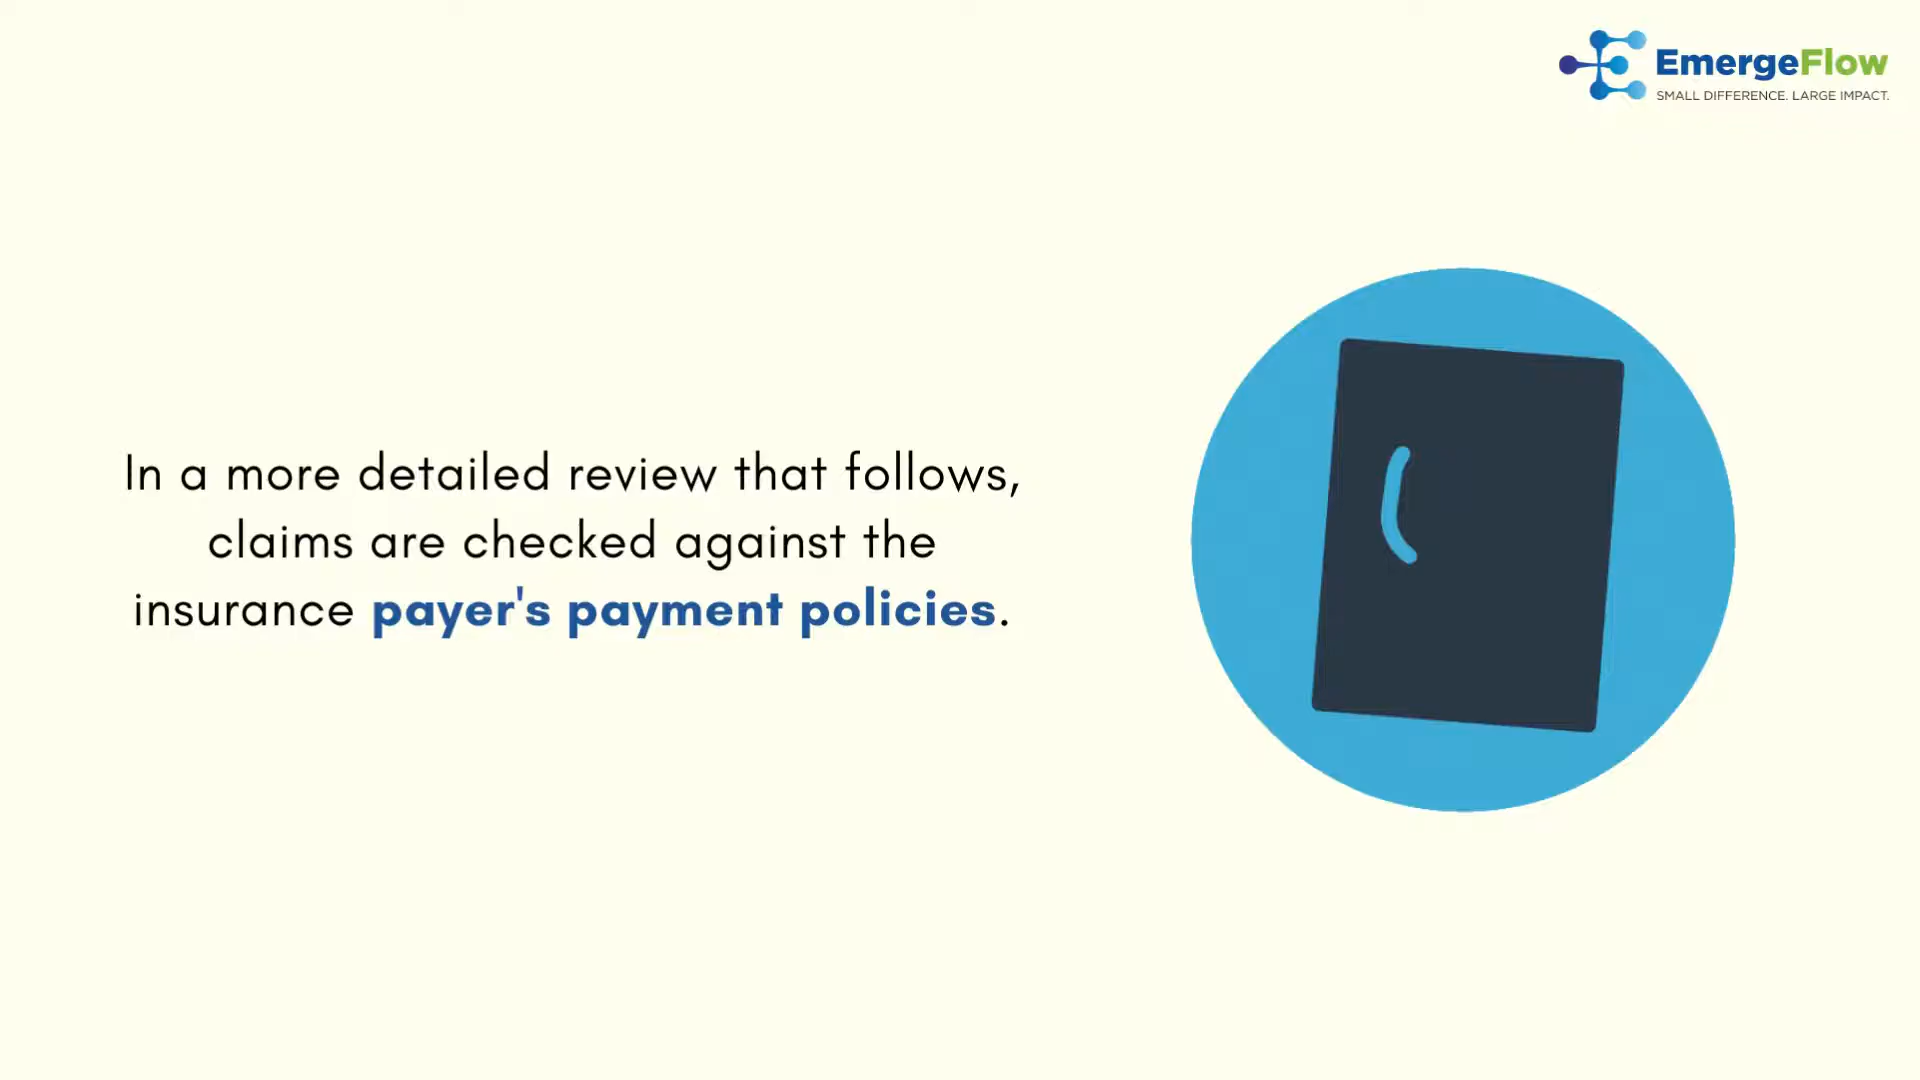 EmergeFlow
SMALL DIFFERENCE. LARGE IMPACT.
In a more detailed review that follows,
claims are checked against the
insurance payer's payment policies.